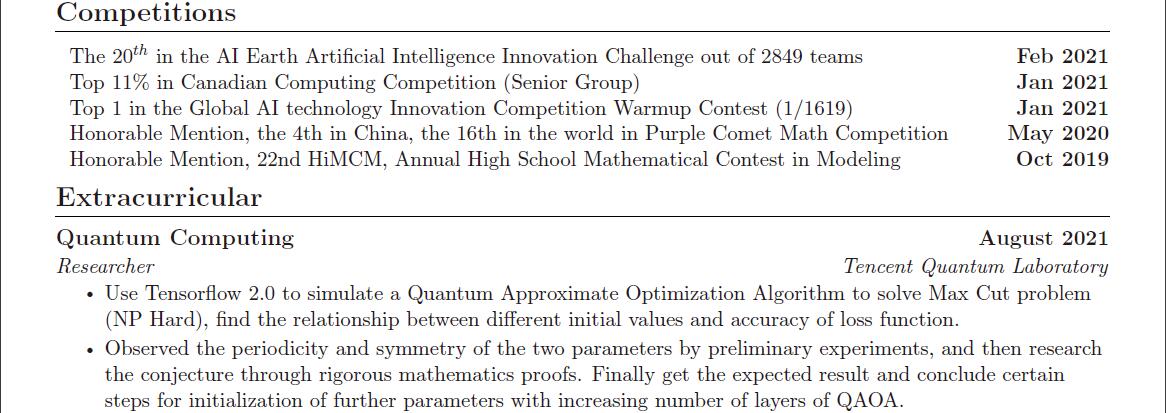 Competitions
The 20th in the AI Earth Artificial Intelligence Innovation Challenge out of 2849 teams Feb 2021
Top 11% in Canadian Computing Competition (Senior Group) Jan 2021
Top 1 in the Global AI technology Innovation Competition Warmup Contest (1/1619) Jan 2021
Honorable Mention, the 4th in China, the 16th in the world in Purple Comet Math Competition May 2020
Honorable Mention, 22nd HiMCM, Annual High School Mathematical Contest in Modeling Oct 2019
Extracurricular
Quantum Computing August 2021
Researcher Tencent Quantum Laboratory
• Use Tensorflow 2.0 to simulate a Quantum Approximate Optimization Algorithm to solve Max Cut problem
(NP Hard), find the relationship between different initial values and accuracy of loss function.
• Observed the periodicity and symmetry of the two parameters by preliminary experiments, and then research
the conjecture through rigorous mathematics proofs. Finally get the expected result and conclude certain
steps for initialization of further parameters with increasing number of layers of QAOA.